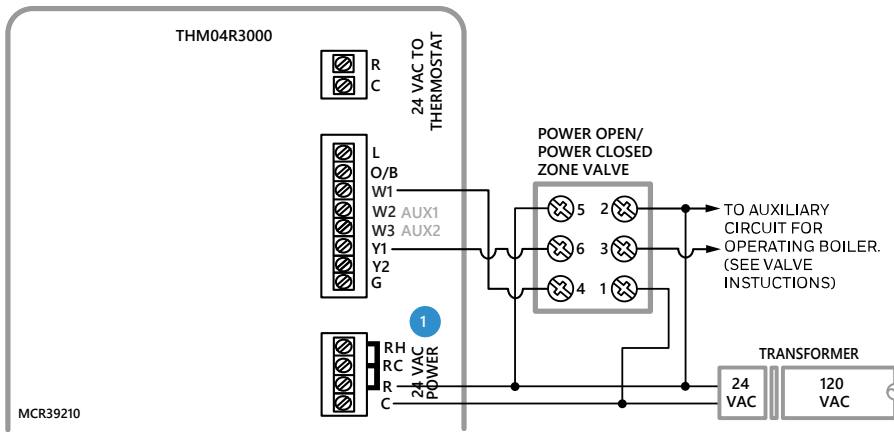 THM04R3000
R
C
24 VAC TO
THERMOSTAT
L
O/B
W1
W2 AUX1
W3 AUX2
Y1
Y2
G
1
RH
RC
R
C
24 VAC
POWER
MCR39210
POWER OPEN/
POWER CLOSED
ZONE VALVE
5 2
6 3
4 1
TO AUXILIARY
CIRCUIT FOR
OPERATING BOILER.
(SEE VALVE
INSTUCTIONS)
TRANSFORMER
24
VAC
120
VAC